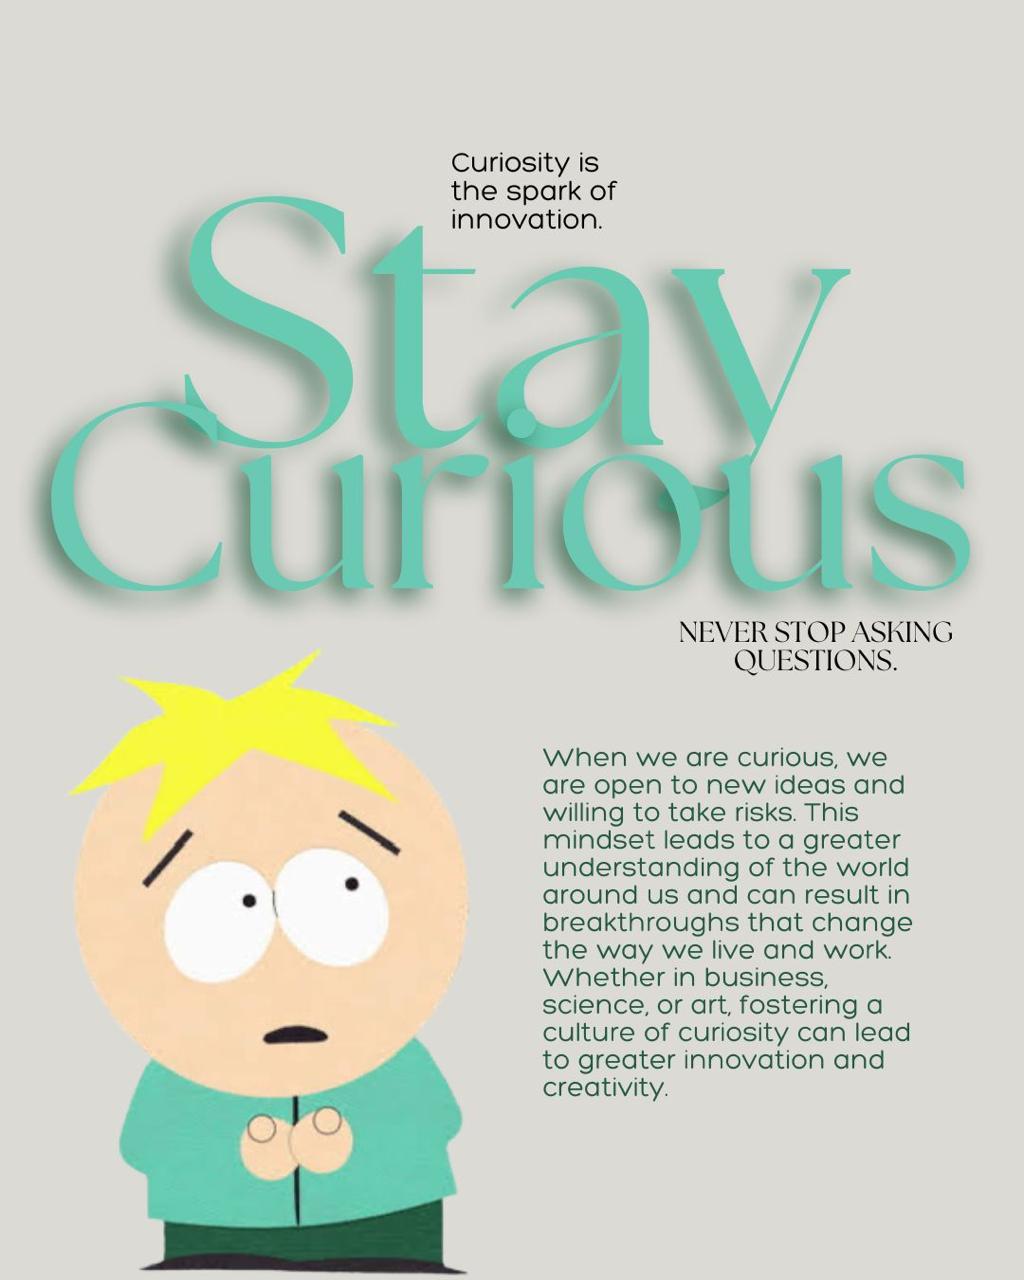 Curiosity is
the spark of
innovation.
Stay
Curious
NEVER STOP ASKING
QUESTIONS.
When we are curious, we
are open to new ideas and
willing to take risks. This
mindset leads to a greater
understanding of the world
around us and can result in
breakthroughs that change
the way we live and work.
Whether in business,
science, or art, fostering a
culture of curiosity can lead
to greater innovation and
creativity.